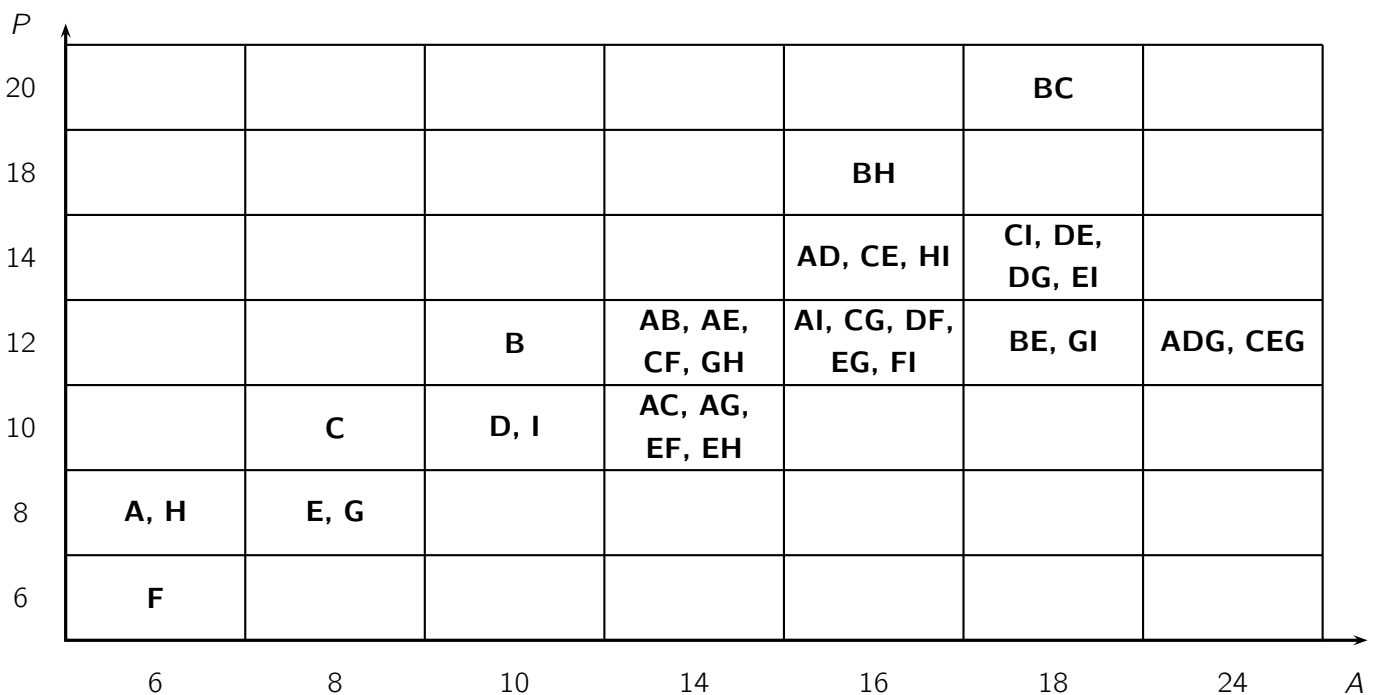 P
20 BC
18 BH
14 AD, CE, HI CI, DE,
DG, EI
12 B AB, AE,
CF, GH AI, CG, DF,
EG, FI BE, GI ADG, CEG
10 C D, I AC, AG,
EF, EH
8 A, H E, G
6 F
6 8 10 14 16 18 24 A